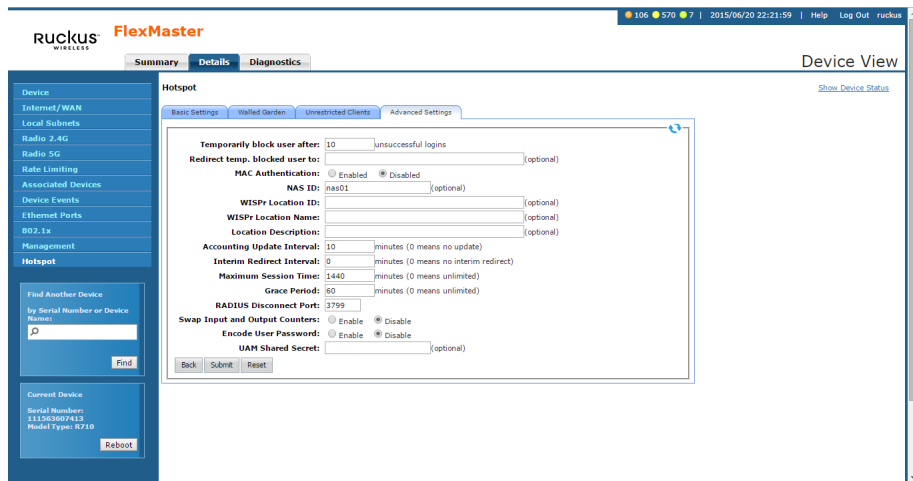 106 570 7 | 2015/06/20 22:21:59 | Help Log Out ruckus
RUCKUS WIRELESS FlexMaster
Summary Details Diagnostics Device View
Device
Internet/WAN
Local Subnets
Radio 2.4G
Radio 5G
Rate Limiting
Associated Devices
Device Events
Ethernet Ports
802.1x
Management
Hotspot
Find Another Device
by Serial Number or Device
Name:
Find
Current Device
Serial Number:
111563607413
Model Type: R710
Reboot
Hotspot Show Device Status
Basic Settings Walled Garden Unrestricted Clients Advanced Settings
Temporarily block user after: 10 unsuccessful logins
Redirect temp. blocked user to: (optional)
MAC Authentication: Enabled Disabled
NAS ID: nas01 (optional)
WISPr Location ID: (optional)
WISPr Location Name: (optional)
Location Description: (optional)
Accounting Update Interval: 10 minutes (0 means no update)
Interim Redirect Interval: 0 minutes (0 means no interim redirect)
Maximum Session Time: 1440 minutes (0 means unlimited)
Grace Period: 60 minutes (0 means unlimited)
RADIUS Disconnect Port: 3799
Swap Input and Output Counters: Enable Disable
Encode User Password: Enable Disable
UAM Shared Secret: (optional)
Back Submit Reset